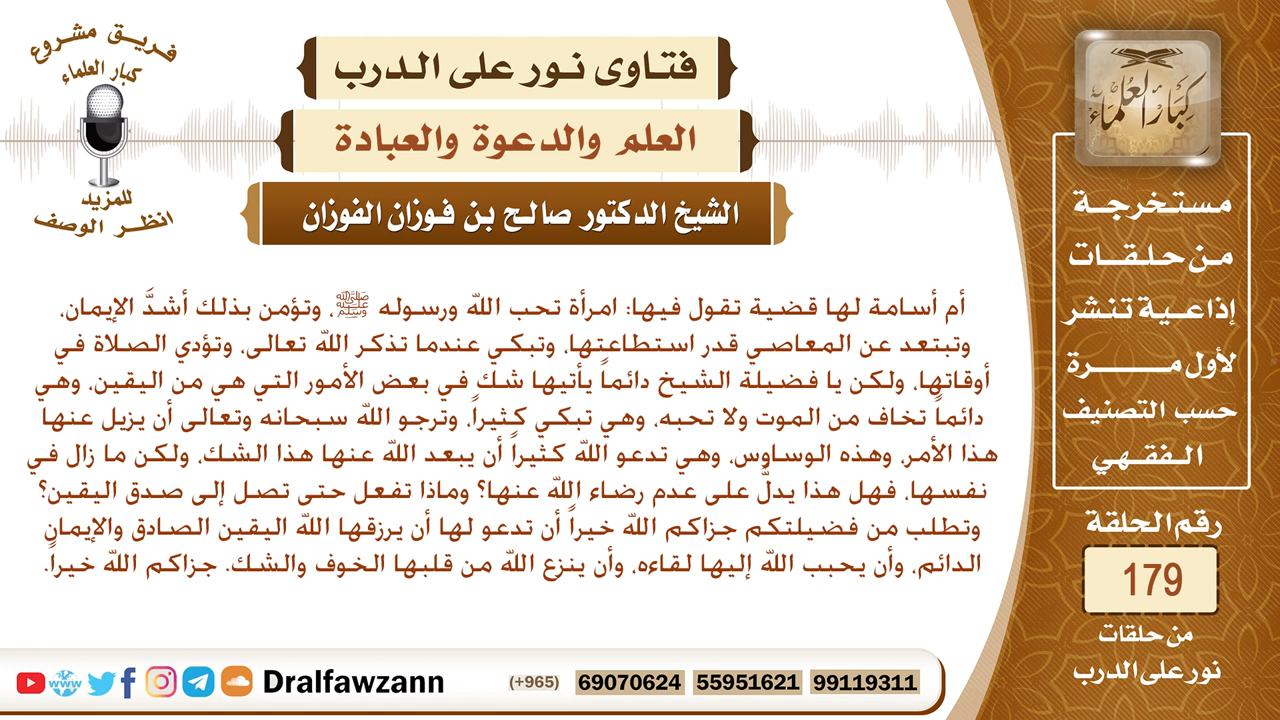 فريق مشروع
كبار العلماء
للمزيد
انظر الوصف
فتاوى نور على الدرب
العلم والدعوة والعبادة
الشيخ الدكتور صالح بن فوزان الفوزان
أم أسامة لها قضية تقول فيها: امرأة تحب الله ورسوله ﷺ، وتؤمن بذلك أشدَّ الإيمان،
وتبتعد عن المعاصي قدر استطاعتها، وتبكي عندما تذكر الله تعالى، وتؤدي الصلاة في
أوقاتها، ولكن يا فضيلة الشيخ دائماً يأتيها شك في بعض الأمور التي هي من اليقين، وهي
دائماً تخاف من الموت ولا تحبه، وهي تبكي كثيراً، وترجو الله سبحانه وتعالى أن يزيل عنها
هذا الأمر، وهذه الوساوس، وهي تدعو الله كثيراً أن يبعد الله عنها هذا الشك، ولكن ما زال في
نفسها، فهل هذا يدلُّ على عدم رضاء الله عنها؟ وماذا تفعل حتى تصل إلى صدق اليقين؟
وتطلب من فضيلتكم جزاكم الله خيراً أن تدعو لها أن يرزقها الله اليقين الصادق والإيمان
الدائم، وأن يحبب الله إليها لقاءه، وأن ينزع الله من قلبها الخوف والشك. جزاكم الله خيراً.
كبار العلماء
مستخرجة
من حلقات
إذاعية تنشر
لأول مرة
حسب التصنيف
الفقهي
رقم الحلقة
179
من حلقات
نور على الدرب
www Dralfawzann (+965) 69070624 55951621 99119311